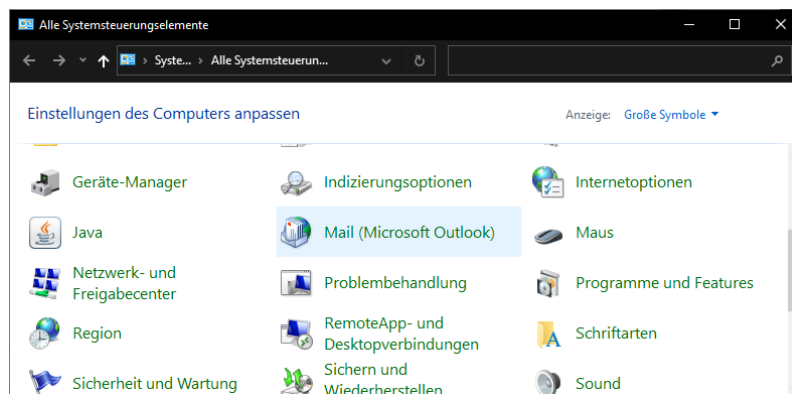 Alle Systemsteuerungselemente
Syste... › Alle Systemsteuerun...
Einstellungen des Computers anpassen
Anzeige: Große Symbole
Geräte-Manager
Indizierungsoptionen
Internetoptionen
Java
Mail (Microsoft Outlook)
Maus
Netzwerk- und
Freigabecenter
Problembehandlung
Programme und Features
Region
RemoteApp- und
Desktopverbindungen
Schriftarten
Sicherheit und Wartung
Sichern und
Wiederherstellen
Sound